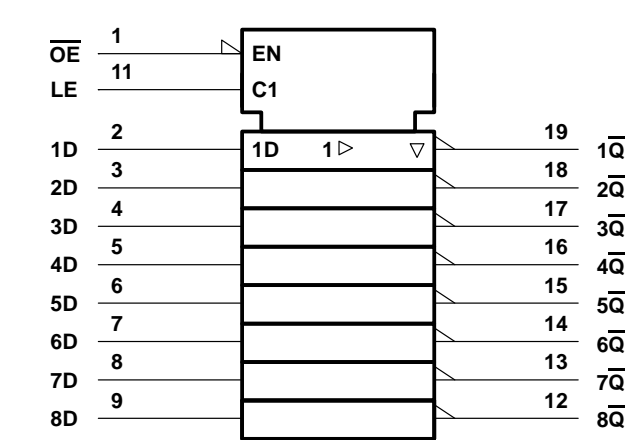 O̅E̅ 1 EN
LE 11 C1
1D 2 1D 1 ▷ ▽ 19 1Q̅
2D 3 18 2Q̅
3D 4 17 3Q̅
4D 5 16 4Q̅
5D 6 15 5Q̅
6D 7 14 6Q̅
7D 8 13 7Q̅
8D 9 12 8Q̅